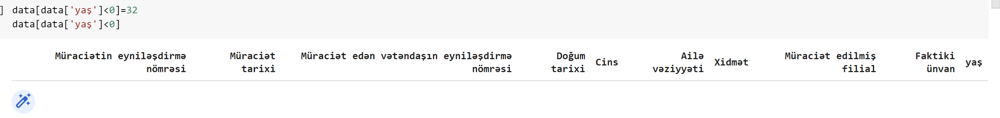 ] data[data['yaş']<0]=32
data[data['yaş']<0]
Müraciətin eyniləşdirmə nömrəsi
Müraciət tarixi
Müraciət edən vətəndaşın eyniləşdirmə nömrəsi
Doğum tarixi
Cins
Ailə vəziyyəti
Xidmət
Müraciət edilmiş filial
Faktiki ünvan
yaş